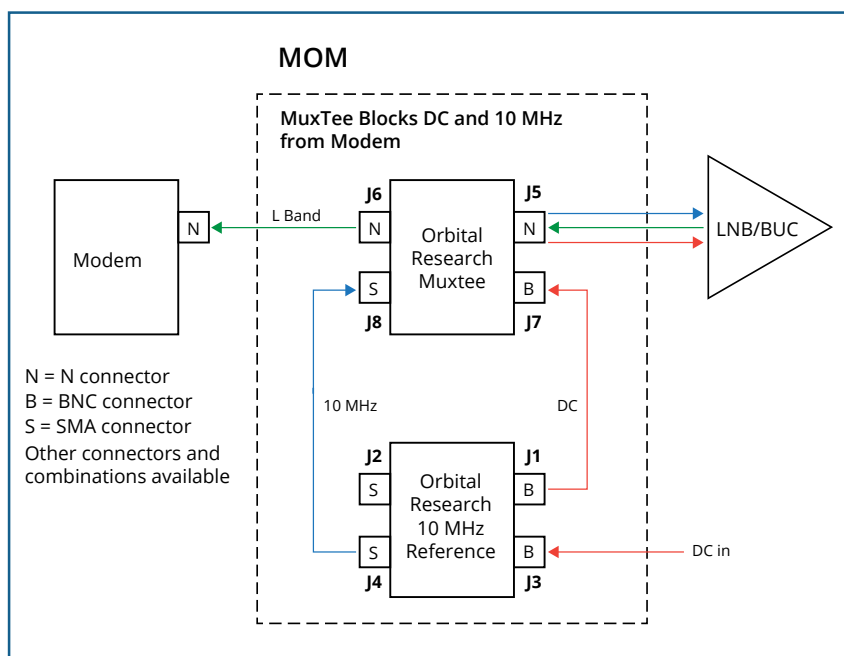 MOM
MuxTee Blocks DC and 10 MHz
from Modem
J6
J5
L Band
N
N
N
Modem
Orbital
Research
Muxtee
LNB/BUC
S
B
J8
J7
N = N connector
B = BNC connector
S = SMA connector
Other connectors and
combinations available
10 MHz
DC
J2
J1
S
B
Orbital
Research
10 MHz
Reference
S
B
DC in
J4
J3